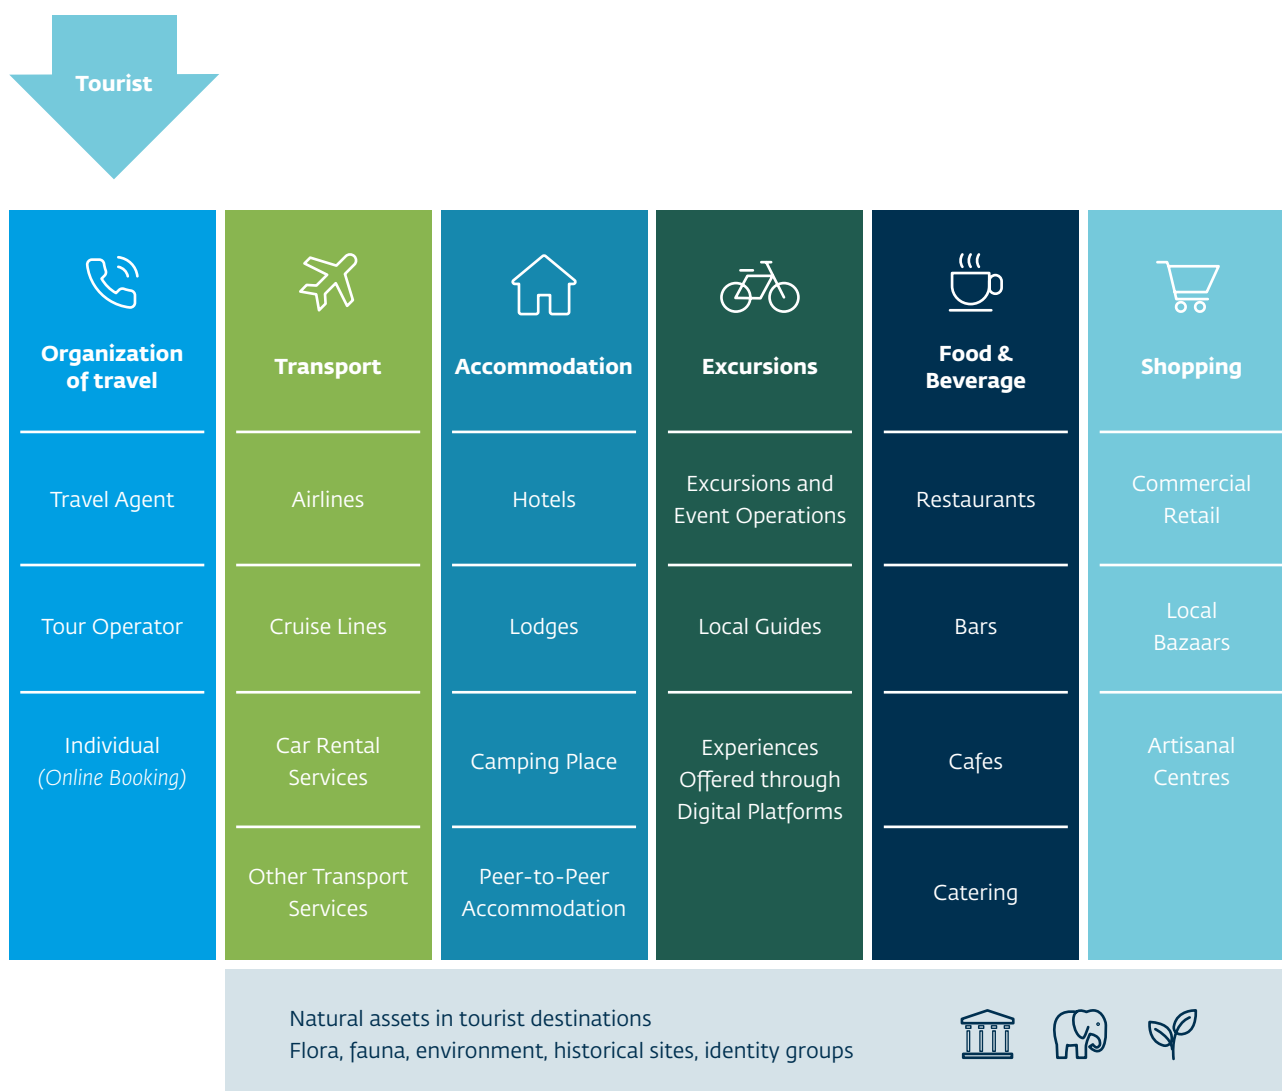 Tourist
Organization
of travel
Travel Agent
Tour Operator
Individual
(Online Booking)
Transport
Airlines
Cruise Lines
Car Rental
Services
Other Transport
Services
Accommodation
Hotels
Lodges
Camping Place
Peer-to-Peer
Accommodation
Excursions
Excursions and
Event Operations
Local Guides
Experiences
Offered through
Digital Platforms
Food &
Beverage
Restaurants
Bars
Cafes
Catering
Shopping
Commercial
Retail
Local
Bazaars
Artisanal
Centres
Natural assets in tourist destinations
Flora, fauna, environment, historical sites, identity groups